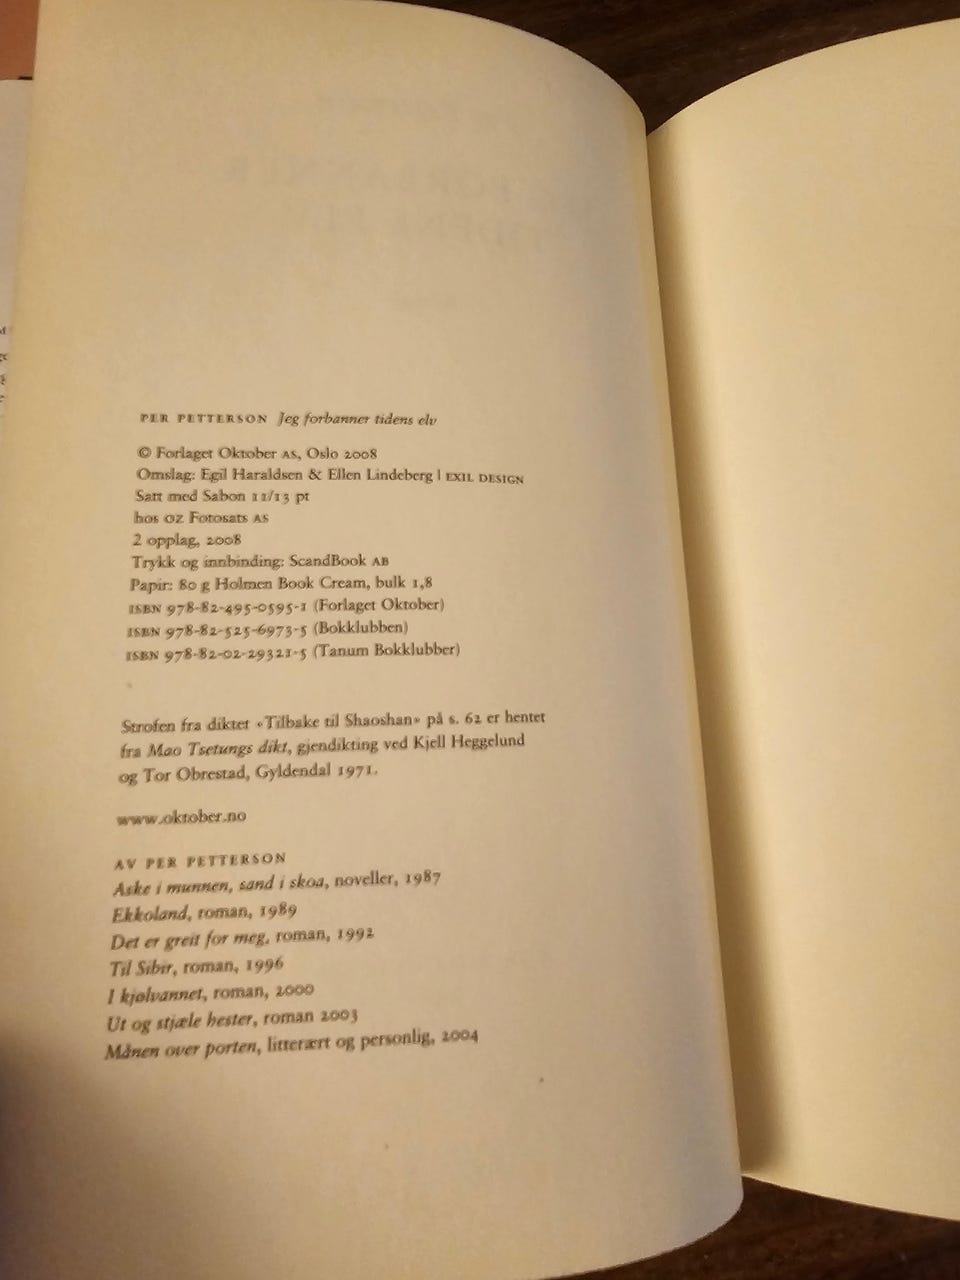 PER PETTERSON Jeg forbanner tidens elv
© Forlaget Oktober AS, Oslo 2008
Omslag: Egil Haraldsen & Ellen Lindeberg | EXIL DESIGN
Satt med Sabon 11/13 pt
hos OZ Fotosats AS
2 opplag, 2008
Trykk og innbinding: ScandBook AB
Papir: 80 g Holmen Book Cream, bulk 1,8
ISBN 978-82-495-0595-1 (Forlaget Oktober)
ISBN 978-82-525-6973-5 (Bokklubben)
ISBN 978-82-02-29321-5 (Tanum Bokklubber)
Strofen fra diktet «Tilbake til Shaoshan» på s. 62 er hentet
fra Mao Tsetungs dikt, gjendikting ved Kjell Heggelund
og Tor Obrestad, Gyldendal 1971.
www.oktober.no
AV PER PETTERSON
Aske i munnen, sand i skoa, noveller, 1987
Ekkoland, roman, 1989
Det er greit for meg, roman, 1992
Til Sibir, roman, 1996
I kjølvannet, roman, 2000
Ut og stjæle hester, roman 2003
Månen over porten, litterært og personlig, 2004